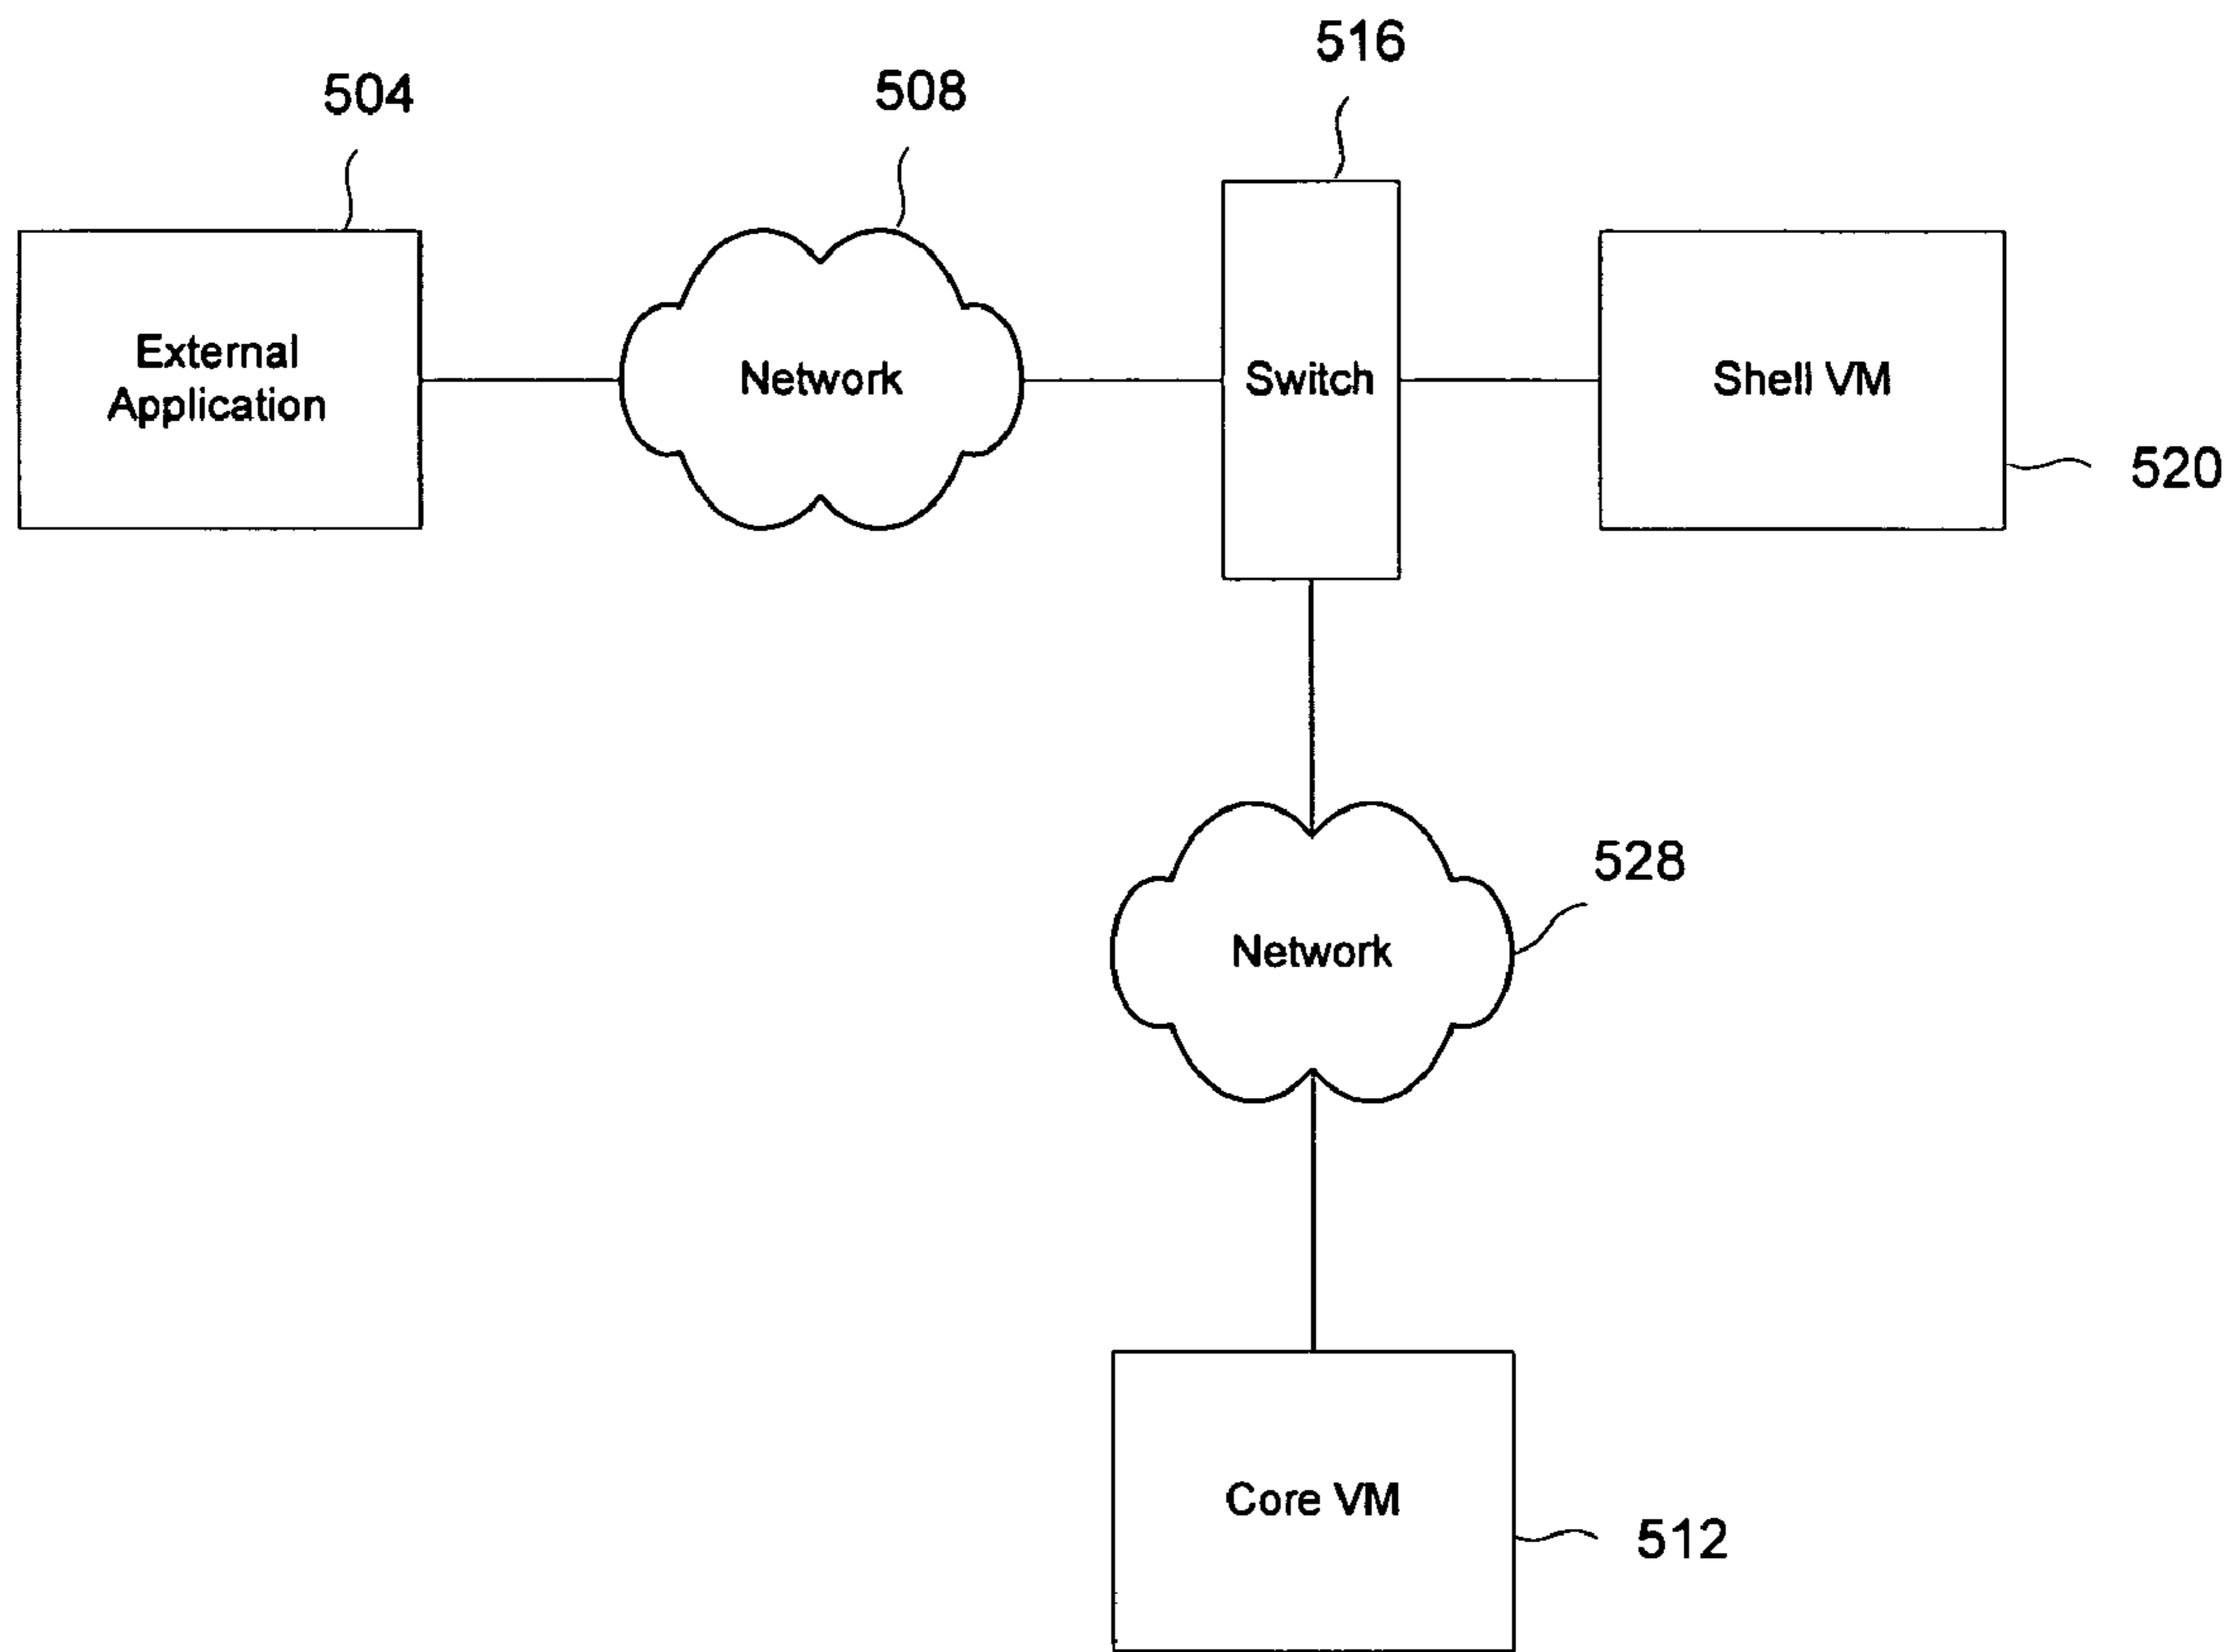 516
504
508
External
Application
Network
Switch
Shell VM
520
528
Network
Core VM
512